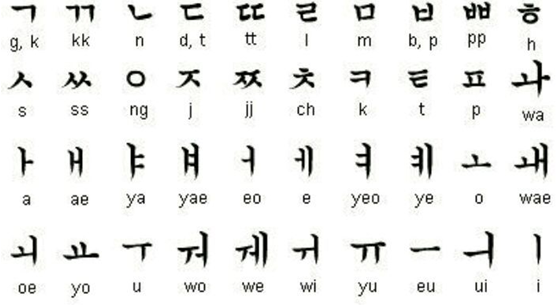 ㄱ ㄲ ㄴ ㄷ ㄸ ㄹ ㅁ ㅂ ㅃ ㅎ
g, k kk n d, t tt l m b, p pp h
ㅅ ㅆ ㅇ ㅈ ㅉ ㅊ ㅋ ㅌ ㅍ ㅘ
s ss ng j jj ch k t p wa
ㅏ ㅐ ㅑ ㅒ ㅓ ㅔ ㅕ ㅖ ㅗ ㅙ
a ae ya yae eo e yeo ye o wae
ㅚ ㅛ ㅜ ㅝ ㅞ ㅟ ㅠ ㅡ ㅢ ㅣ
oe yo u wo we wi yu eu ui i